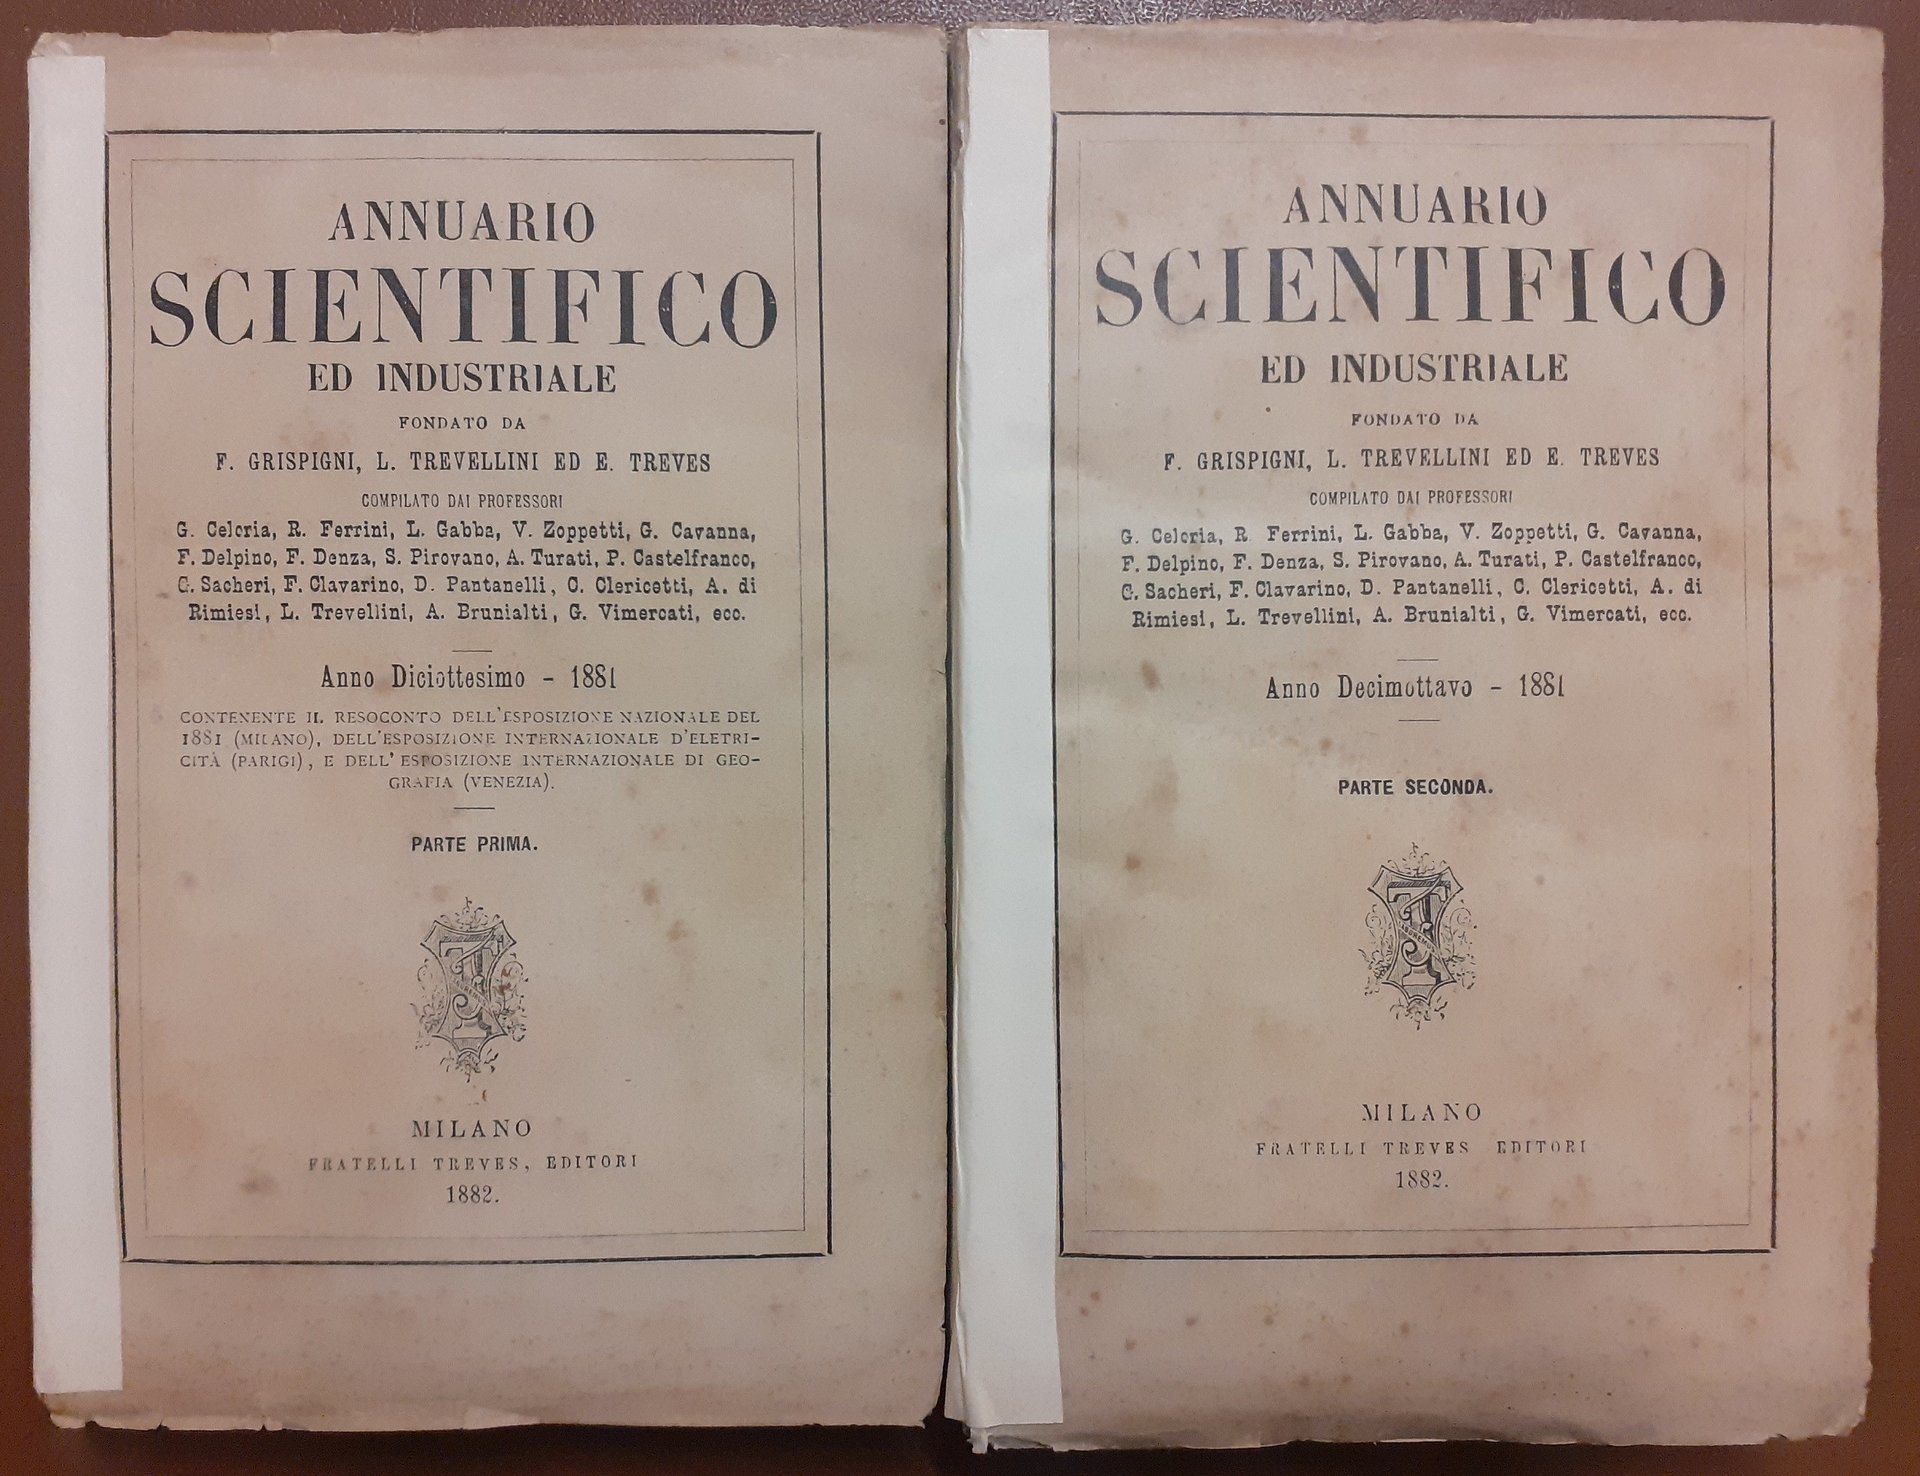 ANNUARIO
SCIENTIFICO
ED INDUSTRIALE
FONDATO DA
F. GRISPIGNI, L. TREVELLINI ED E. TREVES
COMPILATO DAI PROFESSORI
G. Celoria, R. Ferrini, L. Gabba, V. Zoppetti, G. Cavanna,
F. Delpino, F. Denza, S. Pirovano, A. Turati, P. Castelfranco,
G. Sacheri, F. Clavarino, D. Pantanelli, C. Clericetti, A. di
Rimiesi, L. Trevellini, A. Brunialti, G. Vimercati, ecc.
Anno Diciottesimo - 1881
CONTENENTE IL RESOCONTO DELL'ESPOSIZIONE NAZIONALE DEL
1881 (MILANO), DELL'ESPOSIZIONE INTERNAZIONALE D'ELETRI-
CITÀ (PARIGI), E DELL'ESPOSIZIONE INTERNAZIONALE DI GEO-
GRAFIA (VENEZIA).
PARTE PRIMA.
MILANO
FRATELLI TREVES, EDITORI
1882.
ANNUARIO
SCIENTIFICO
ED INDUSTRIALE
FONDATO DA
F. GRISPIGNI, L. TREVELLINI ED E. TREVES
COMPILATO DAI PROFESSORI
G. Celoria, R. Ferrini, L. Gabba, V. Zoppetti, G. Cavanna,
F. Delpino, F. Denza, S. Pirovano, A. Turati, P. Castelfranco,
G. Sacheri, F. Clavarino, D. Pantanelli, C. Clericetti, A. di
Rimiesi, L. Trevellini, A. Brunialti, G. Vimercati, ecc.
Anno Decimottavo - 1881
PARTE SECONDA.
LABOREMUS
MILANO
FRATELLI TREVES EDITORI
1882.